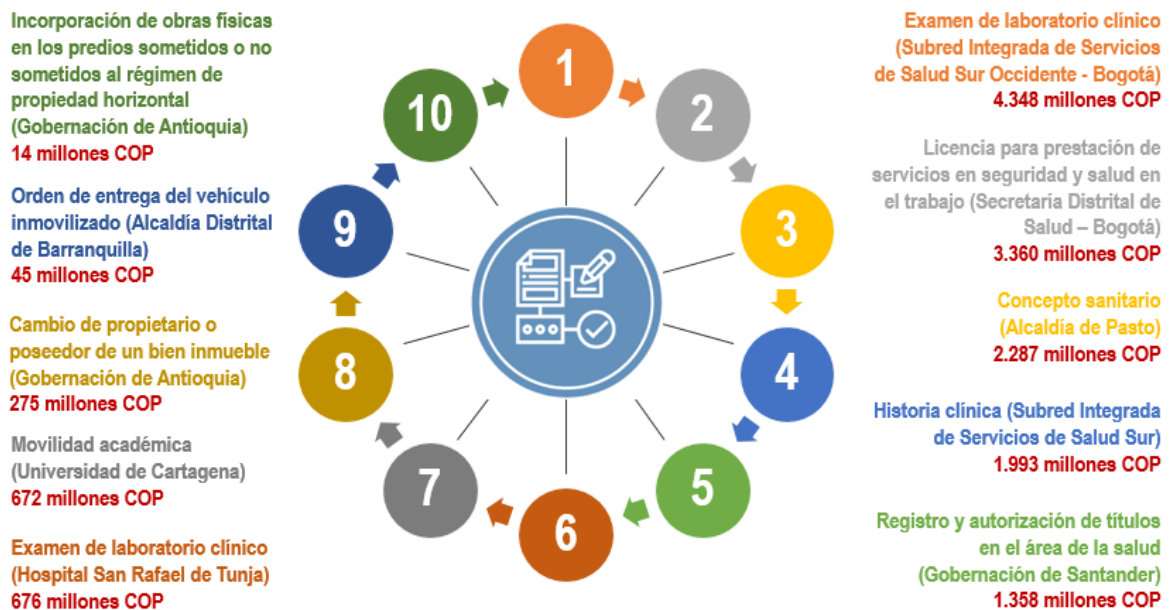 Incorporación de obras físicas
en los predios sometidos o no
sometidos al régimen de
propiedad horizontal
(Gobernación de Antioquia)
14 millones COP
Orden de entrega del vehículo
inmovilizado (Alcaldía Distrital
de Barranquilla)
45 millones COP
Cambio de propietario o
poseedor de un bien inmueble
(Gobernación de Antioquia)
275 millones COP
Movilidad académica
(Universidad de Cartagena)
672 millones COP
Examen de laboratorio clínico
(Hospital San Rafael de Tunja)
676 millones COP
1
2
3
4
5
6
7
8
9
10
Examen de laboratorio clínico
(Subred Integrada de Servicios
de Salud Sur Occidente - Bogotá)
4.348 millones COP
Licencia para prestación de
servicios en seguridad y salud en
el trabajo (Secretaría Distrital de
Salud – Bogotá)
3.360 millones COP
Concepto sanitario
(Alcaldía de Pasto)
2.287 millones COP
Historia clínica (Subred Integrada
de Servicios de Salud Sur)
1.993 millones COP
Registro y autorización de títulos
en el área de la salud
(Gobernación de Santander)
1.358 millones COP